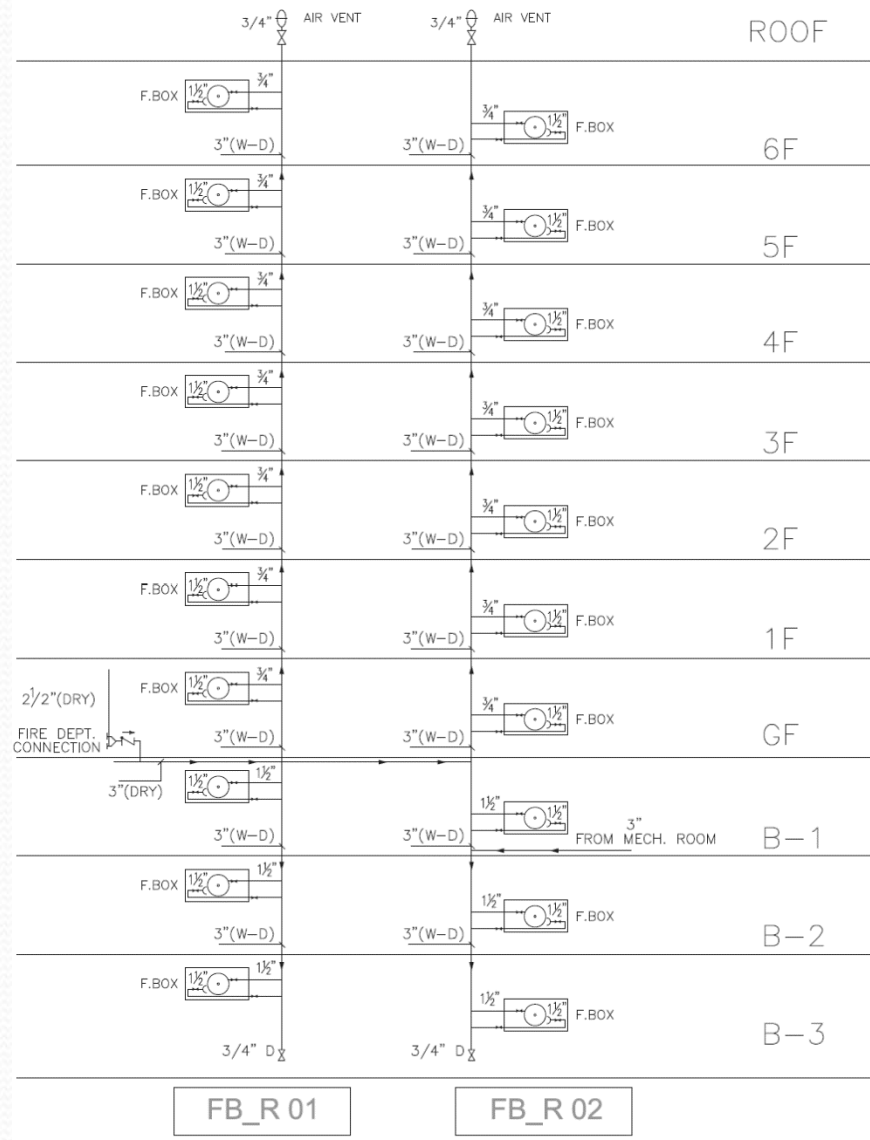 3/4" AIR VENT 3/4" AIR VENT ROOF
F.BOX 1½" ¾"
¾" 1½" F.BOX
3"(W-D) 3"(W-D) 6F
F.BOX 1½" ¾"
¾" 1½" F.BOX
3"(W-D) 3"(W-D) 5F
F.BOX 1½" ¾"
¾" 1½" F.BOX
3"(W-D) 3"(W-D) 4F
F.BOX 1½" ¾"
¾" 1½" F.BOX
3"(W-D) 3"(W-D) 3F
F.BOX 1½" ¾"
¾" 1½" F.BOX
3"(W-D) 3"(W-D) 2F
F.BOX 1½" ¾"
¾" 1½" F.BOX
3"(W-D) 3"(W-D) 1F
F.BOX 1½" ¾"
2½"(DRY)
¾" 1½" F.BOX
FIRE DEPT.
CONNECTION
3"(W-D) 3"(W-D) GF
3"(DRY)
1½" 1½"
1½" 1½"
3"
FROM MECH. ROOM
3"(W-D) 3"(W-D) B-1
F.BOX 1½" 1½"
1½" 1½" F.BOX
3"(W-D) 3"(W-D) B-2
F.BOX 1½" 1½"
1½" 1½" F.BOX
B-3
3/4" D 3/4" D
FB_R 01 FB_R 02